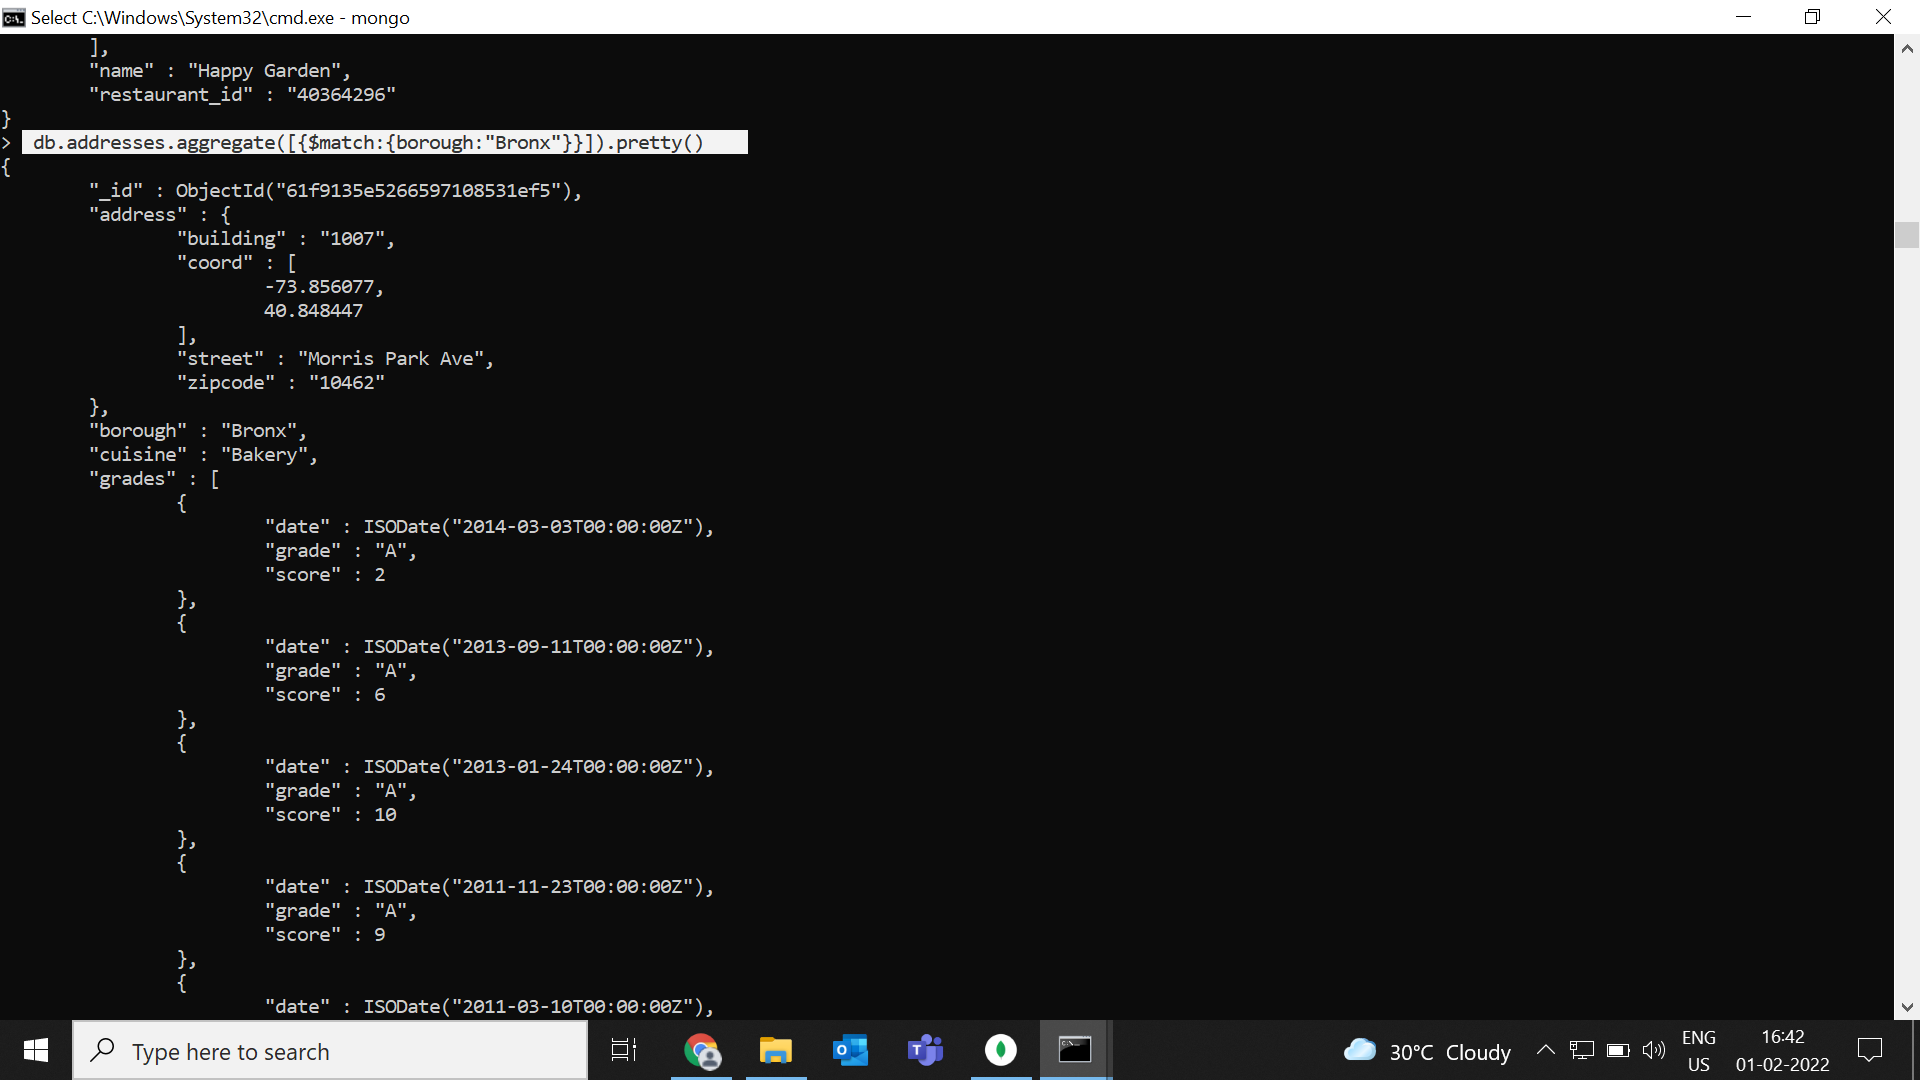 Select C:\Windows\System32\cmd.exe - mongo
],
"name" : "Happy Garden",
"restaurant_id" : "40364296"
}
> db.addresses.aggregate([{$match:{borough:"Bronx"}}]).pretty()
{
"_id" : ObjectId("61f9135e5266597108531ef5"),
"address" : {
"building" : "1007",
"coord" : [
-73.856077,
40.848447
],
"street" : "Morris Park Ave",
"zipcode" : "10462"
},
"borough" : "Bronx",
"cuisine" : "Bakery",
"grades" : [
{
"date" : ISODate("2014-03-03T00:00:00Z"),
"grade" : "A",
"score" : 2
},
{
"date" : ISODate("2013-09-11T00:00:00Z"),
"grade" : "A",
"score" : 6
},
{
"date" : ISODate("2013-01-24T00:00:00Z"),
"grade" : "A",
"score" : 10
},
{
"date" : ISODate("2011-11-23T00:00:00Z"),
"grade" : "A",
"score" : 9
},
{
"date" : ISODate("2011-03-10T00:00:00Z"),
Type here to search
30°C Cloudy
ENG
US
16:42
01-02-2022